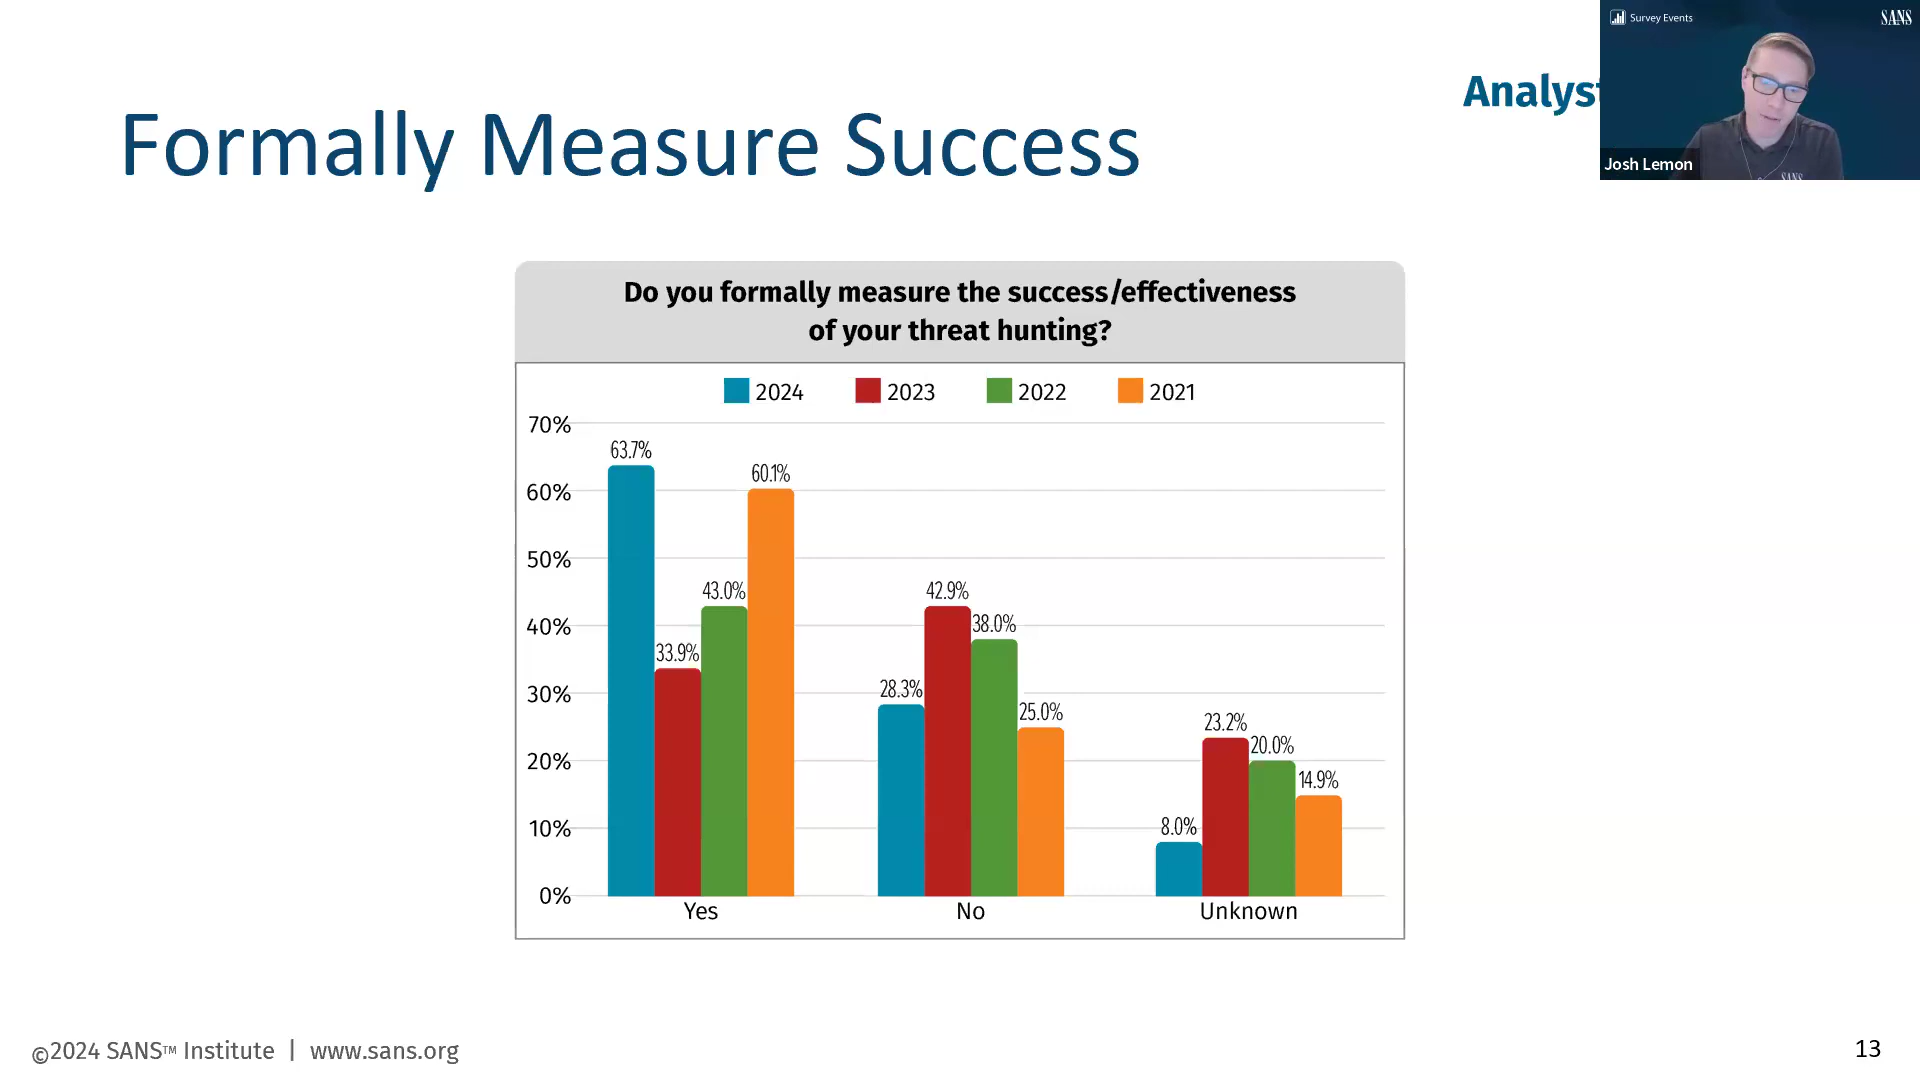 Survey Events
SANS
Analyst
Josh Lemon
SANS
Formally Measure Success
Do you formally measure the success/effectiveness
of your threat hunting?
2024 2023 2022 2021
70%
60%
50%
40%
30%
20%
10%
0%
63.7% 33.9% 43.0% 60.1%
28.3% 42.9% 38.0% 25.0%
8.0% 23.2% 20.0% 14.9%
Yes No Unknown
©2024 SANS™ Institute | www.sans.org
13